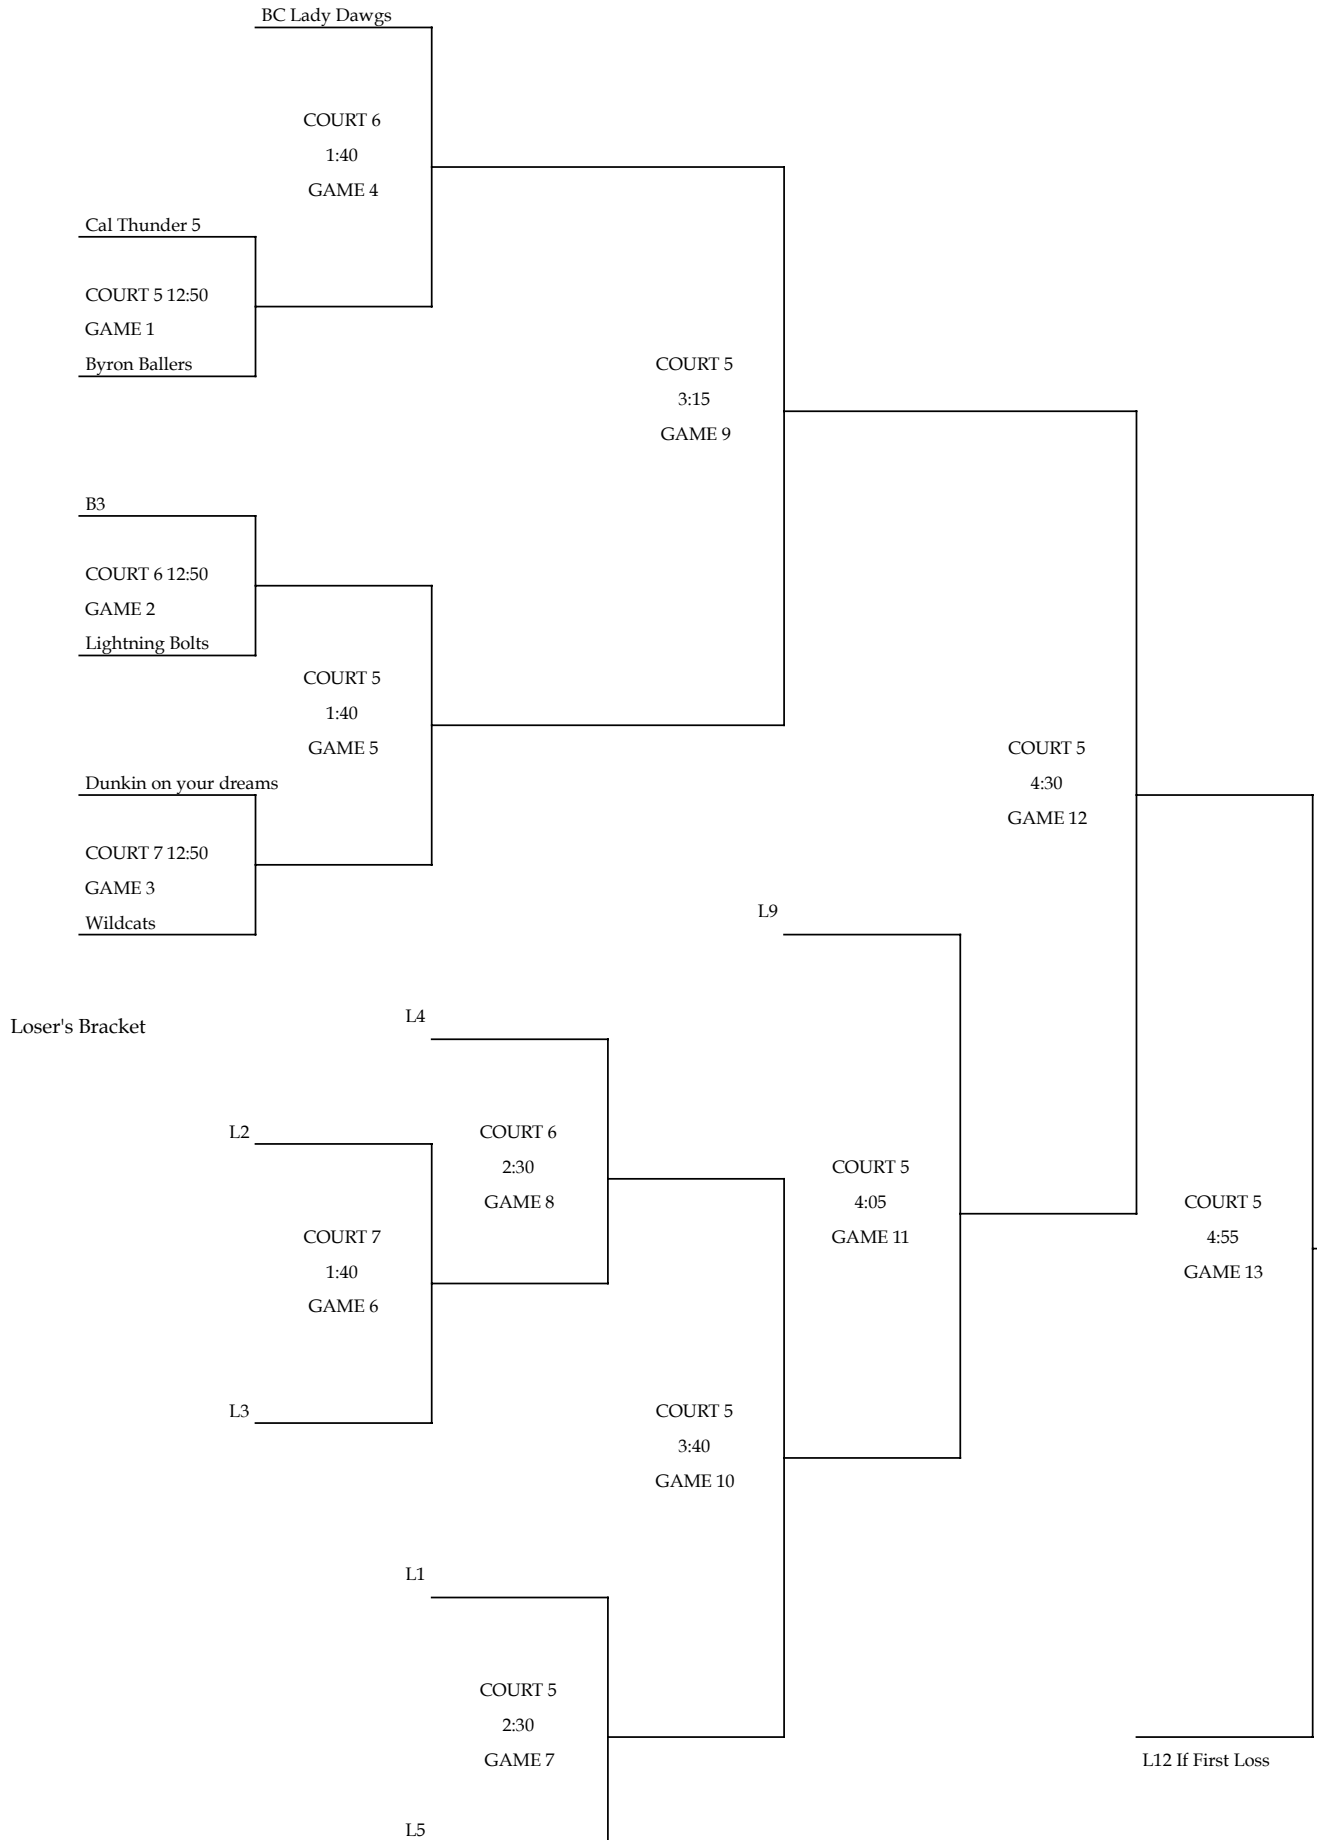 BC Lady Dawgs
COURT 6
1:40
GAME 4
Cal Thunder 5
COURT 5 12:50
GAME 1
Byron Ballers
COURT 5
3:15
GAME 9
B3
COURT 6 12:50
GAME 2
Lightning Bolts
COURT 5
1:40
GAME 5
Dunkin on your dreams
COURT 7 12:50
GAME 3
Wildcats
COURT 5
4:30
GAME 12
L9
Loser's Bracket
L4
L2
COURT 6
2:30
GAME 8
COURT 7
1:40
GAME 6
L3
COURT 5
4:05
GAME 11
COURT 5
4:55
GAME 13
COURT 5
3:40
GAME 10
L1
COURT 5
2:30
GAME 7
L5
L12 If First Loss